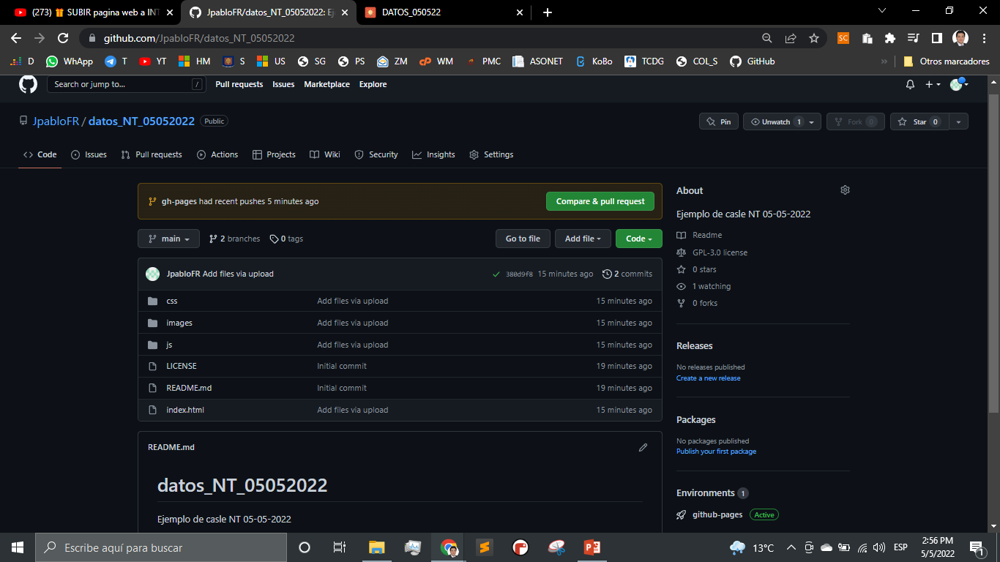 (273) 🎁 SUBIR pagina web a INT
JpabloFR/datos_NT_05052022: Ej
DATOS_050522
github.com/JpabloFR/datos_NT_05052022
SC
D WhApp T YT HM S US SG PS ZM WM PMC ASONET KoBo TCDG COL_S GitHub » Otros marcadores
Search or jump to... / Pull requests Issues Marketplace Explore
JpabloFR / datos_NT_05052022 Public Pin Unwatch 1 Fork 0 Star 0
Code Issues Pull requests Actions Projects Wiki Security Insights Settings
gh-pages had recent pushes 5 minutes ago Compare & pull request
main 2 branches 0 tags Go to file Add file Code
JpabloFR Add files via upload 380d9f8 15 minutes ago 2 commits
css Add files via upload 15 minutes ago
images Add files via upload 15 minutes ago
js Add files via upload 15 minutes ago
LICENSE Initial commit 19 minutes ago
README.md Initial commit 19 minutes ago
index.html Add files via upload 15 minutes ago
README.md
datos_NT_05052022
Ejemplo de casle NT 05-05-2022
About
Ejemplo de casle NT 05-05-2022
Readme
GPL-3.0 license
0 stars
1 watching
0 forks
Releases
No releases published
Create a new release
Packages
No packages published
Publish your first package
Environments 1
github-pages Active
Escribe aquí para buscar
13°C
ESP
2:56 PM
5/5/2022
1